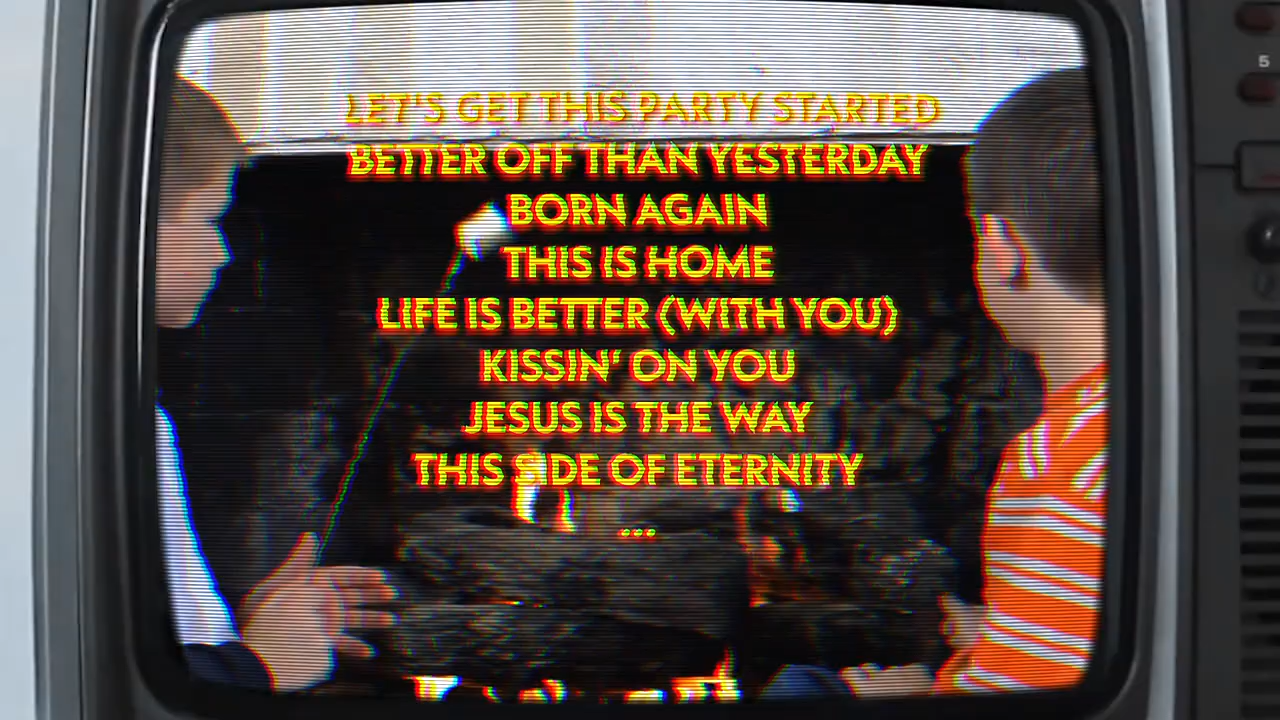 5
LET'S GET THIS PARTY STARTED
BETTER OFF THAN YESTERDAY
BORN AGAIN
THIS IS HOME
LIFE IS BETTER (WITH YOU)
KISSIN' ON YOU
JESUS IS THE WAY
THIS SIDE OF ETERNITY
...